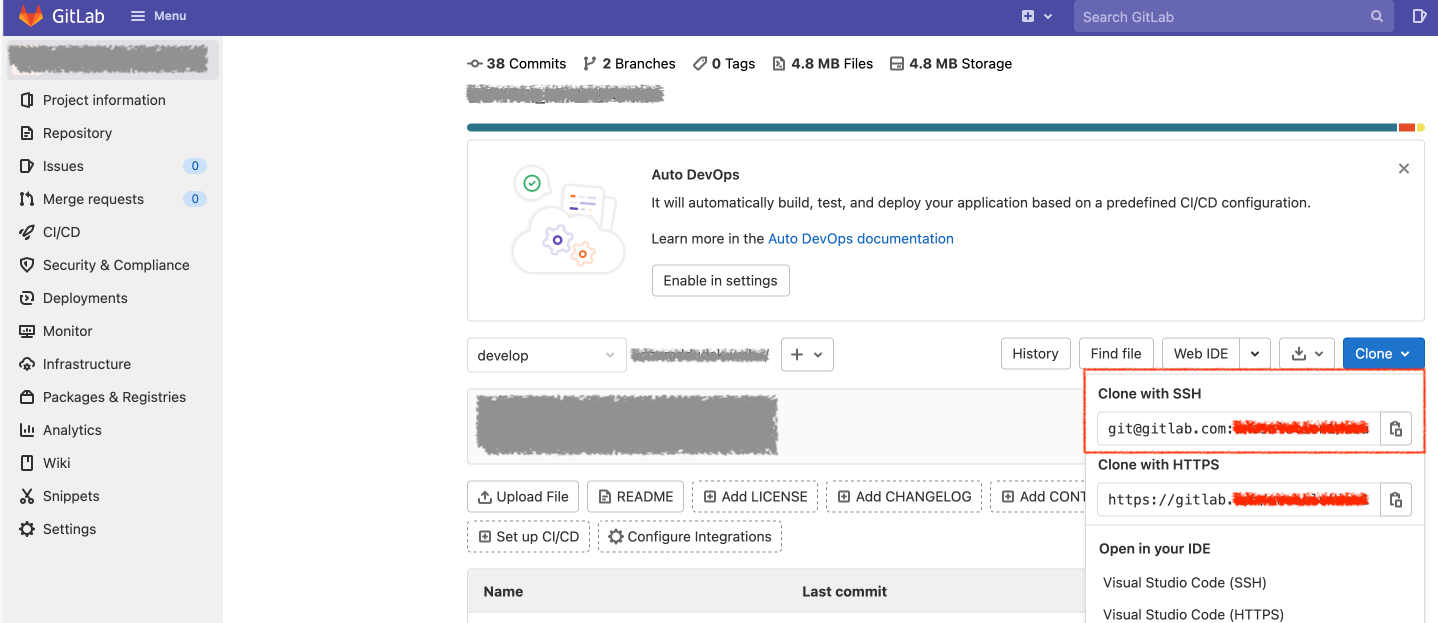 GitLab Menu Search GitLab
Project information
Repository
Issues 0
Merge requests 0
CI/CD
Security & Compliance
Deployments
Monitor
Infrastructure
Packages & Registries
Analytics
Wiki
Snippets
Settings
38 Commits 2 Branches 0 Tags 4.8 MB Files 4.8 MB Storage
Auto DevOps
It will automatically build, test, and deploy your application based on a predefined CI/CD configuration.
Learn more in the Auto DevOps documentation
Enable in settings
develop History Find file Web IDE Clone
Clone with SSH
git@gitlab.com:
Clone with HTTPS
https://gitlab.
Open in your IDE
Visual Studio Code (SSH)
Visual Studio Code (HTTPS)
Upload File README Add LICENSE Add CHANGELOG Add CONT
Set up CI/CD Configure Integrations
Name Last commit